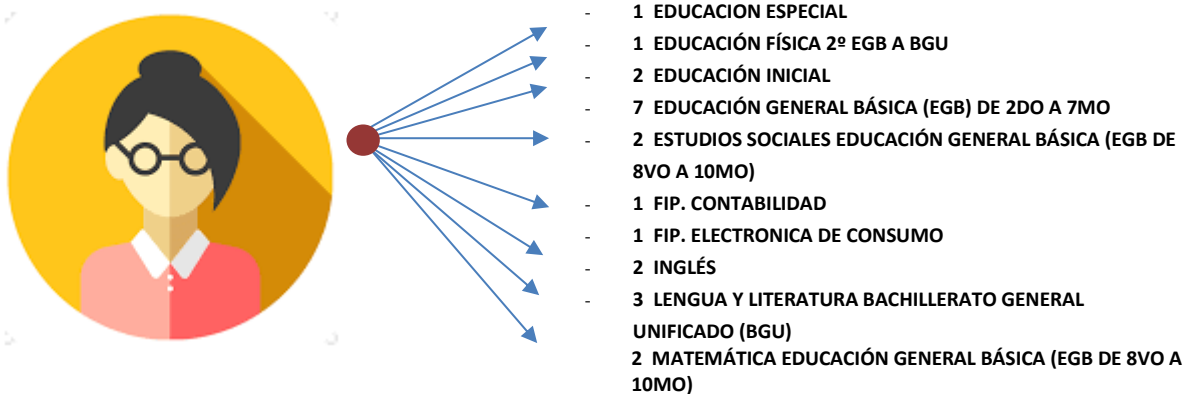 - 1 EDUCACION ESPECIAL
- 1 EDUCACIÓN FÍSICA 2º EGB A BGU
- 2 EDUCACIÓN INICIAL
- 7 EDUCACIÓN GENERAL BÁSICA (EGB) DE 2DO A 7MO
- 2 ESTUDIOS SOCIALES EDUCACIÓN GENERAL BÁSICA (EGB DE
8VO A 10MO)
- 1 FIP. CONTABILIDAD
- 1 FIP. ELECTRONICA DE CONSUMO
- 2 INGLÉS
- 3 LENGUA Y LITERATURA BACHILLERATO GENERAL
UNIFICADO (BGU)
2 MATEMÁTICA EDUCACIÓN GENERAL BÁSICA (EGB DE 8VO A
10MO)